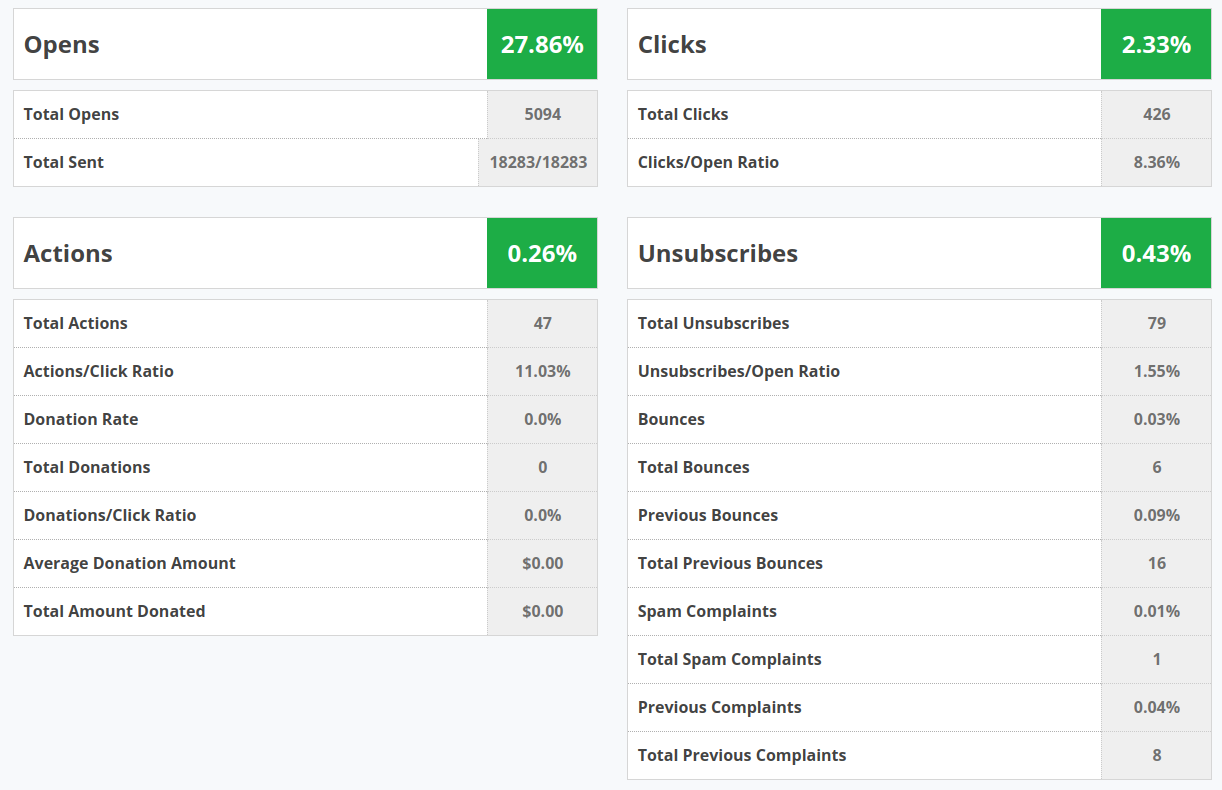 Opens 27.86%
Total Opens 5094
Total Sent 18283/18283
Clicks 2.33%
Total Clicks 426
Clicks/Open Ratio 8.36%
Actions 0.26%
Total Actions 47
Actions/Click Ratio 11.03%
Donation Rate 0.0%
Total Donations 0
Donations/Click Ratio 0.0%
Average Donation Amount $0.00
Total Amount Donated $0.00
Unsubscribes 0.43%
Total Unsubscribes 79
Unsubscribes/Open Ratio 1.55%
Bounces 0.03%
Total Bounces 6
Previous Bounces 0.09%
Total Previous Bounces 16
Spam Complaints 0.01%
Total Spam Complaints 1
Previous Complaints 0.04%
Total Previous Complaints 8